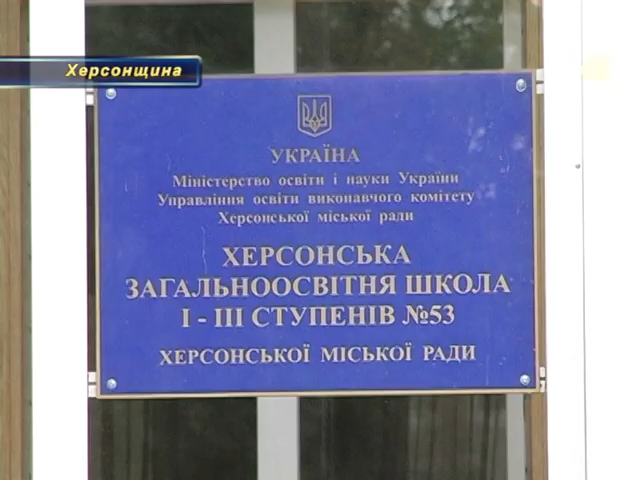 Херсонщина
УКРАЇНА
Міністерство освіти і науки України
Управління освіти виконавчого комітету
Херсонської міської ради
ХЕРСОНСЬКА
ЗАГАЛЬНООСВІТНЯ ШКОЛА
І - ІІІ СТУПЕНІВ №53
ХЕРСОНСЬКОЇ МІСЬКОЇ РАДИ